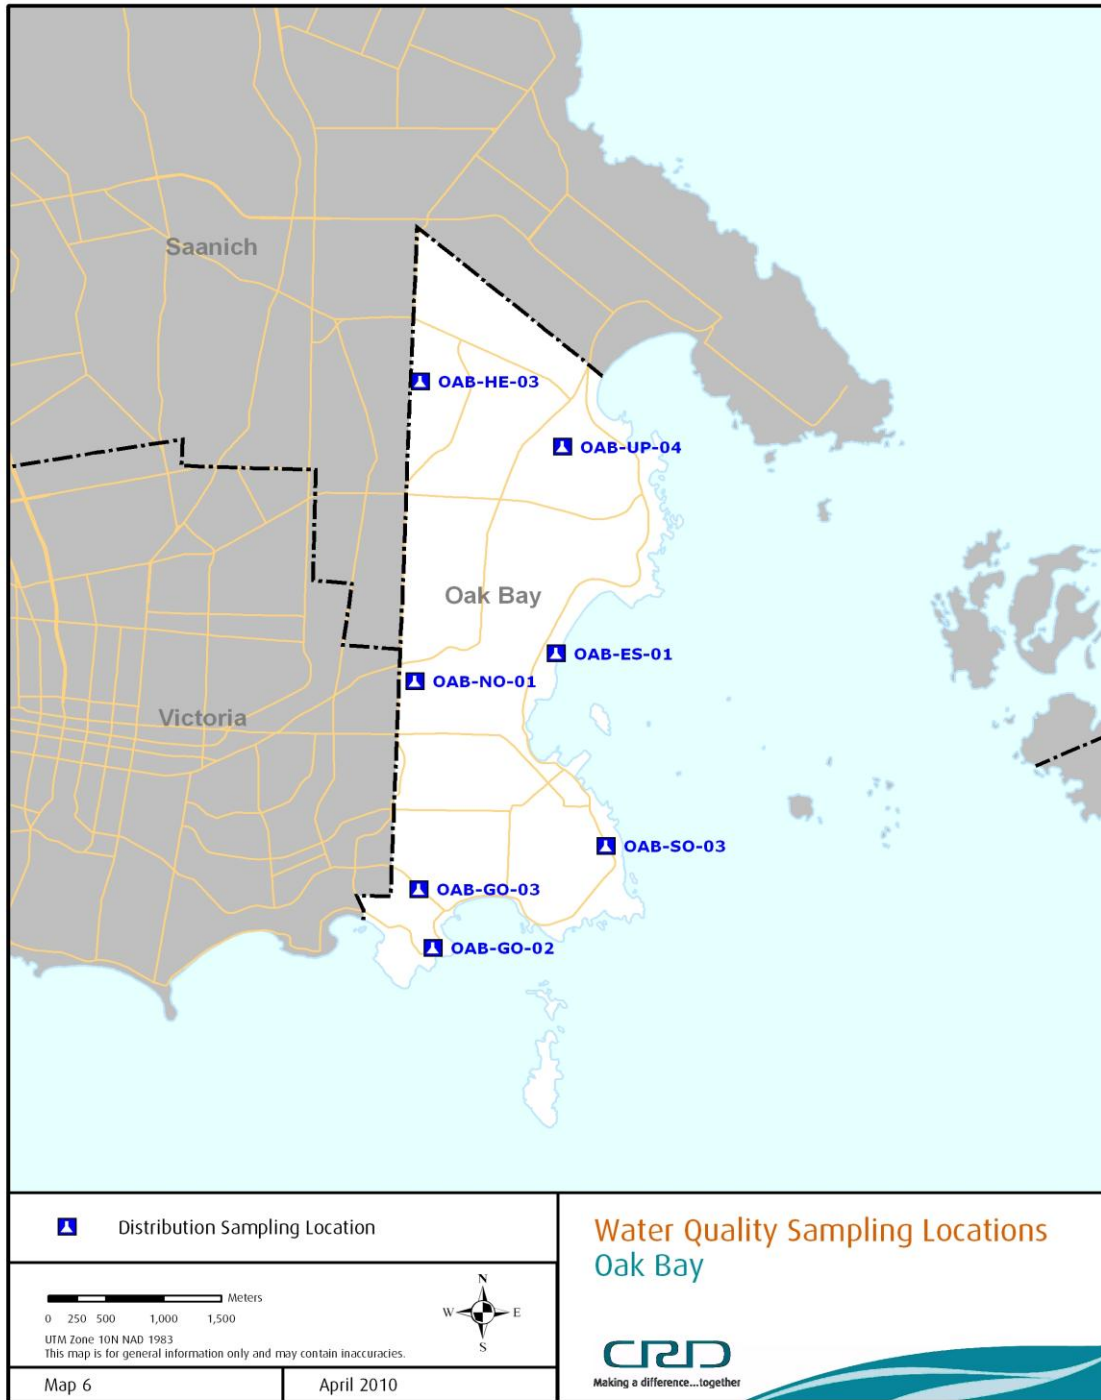 Saanich
OAB-HE-03
OAB-UP-04
Oak Bay
OAB-ES-01
OAB-NO-01
Victoria
OAB-SO-03
OAB-GO-03
OAB-GO-02
Distribution Sampling Location
Water Quality Sampling Locations
Oak Bay
Meters
0 250 500 1,000 1,500
UTM Zone 10N NAD 1983
This map is for general information only and may contain inaccuracies.
N
W E
S
CRD
Making a difference...together
Map 6
April 2010